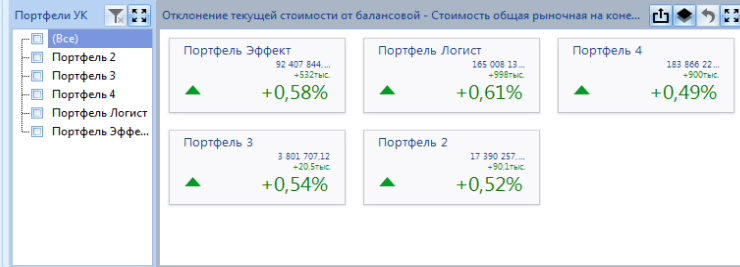 Портфели УК
(Все)
Портфель 2
Портфель 3
Портфель 4
Портфель Логист
Портфель Эффе...
Отклонение текущей стоимости от балансовой - Стоимость общая рыночная на коне...
Портфель Эффект
92 407 844,...
+532тыс.
+0,58%
Портфель Логист
165 008 13...
+998тыс.
+0,61%
Портфель 4
183 866 22...
+900тыс.
+0,49%
Портфель 3
3 801 707,12
+20,5тыс.
+0,54%
Портфель 2
17 390 257,...
+90,1тыс.
+0,52%